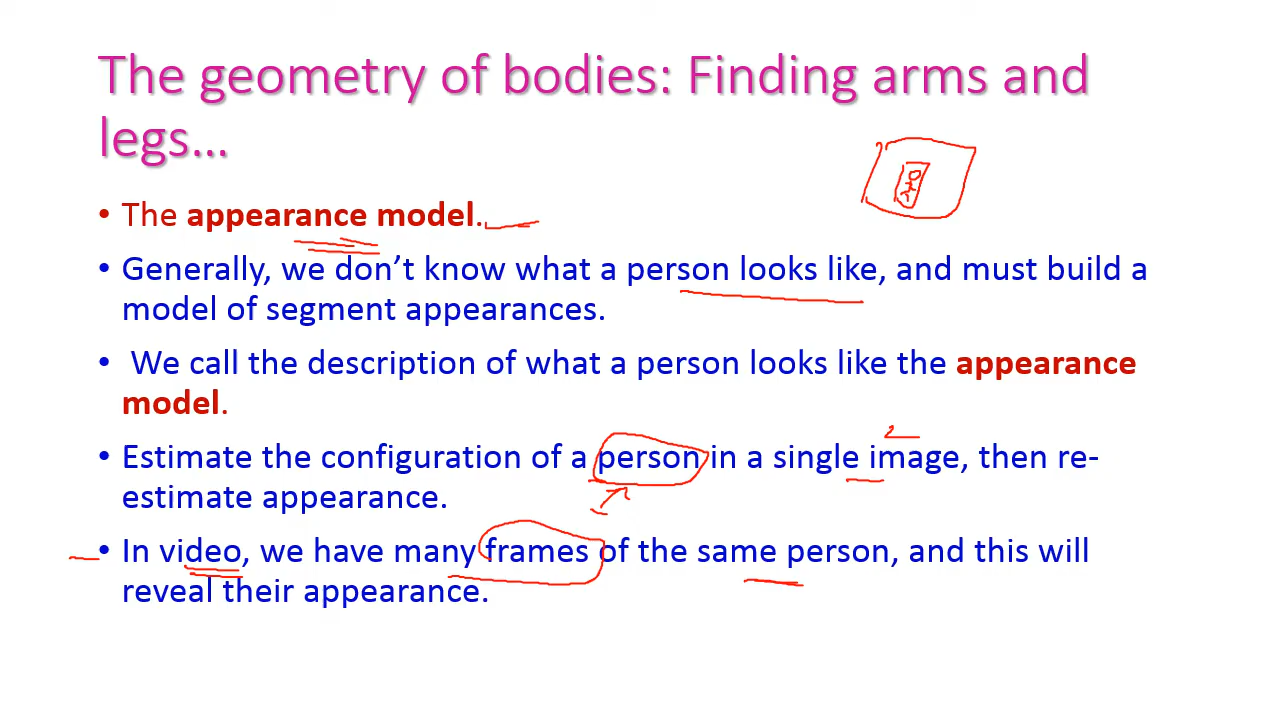 The geometry of bodies: Finding arms and
legs...
• The appearance model.
• Generally, we don't know what a person looks like, and must build a
model of segment appearances.
• We call the description of what a person looks like the appearance
model.
• Estimate the configuration of a person in a single image, then re-
estimate appearance.
• In video, we have many frames of the same person, and this will
reveal their appearance.